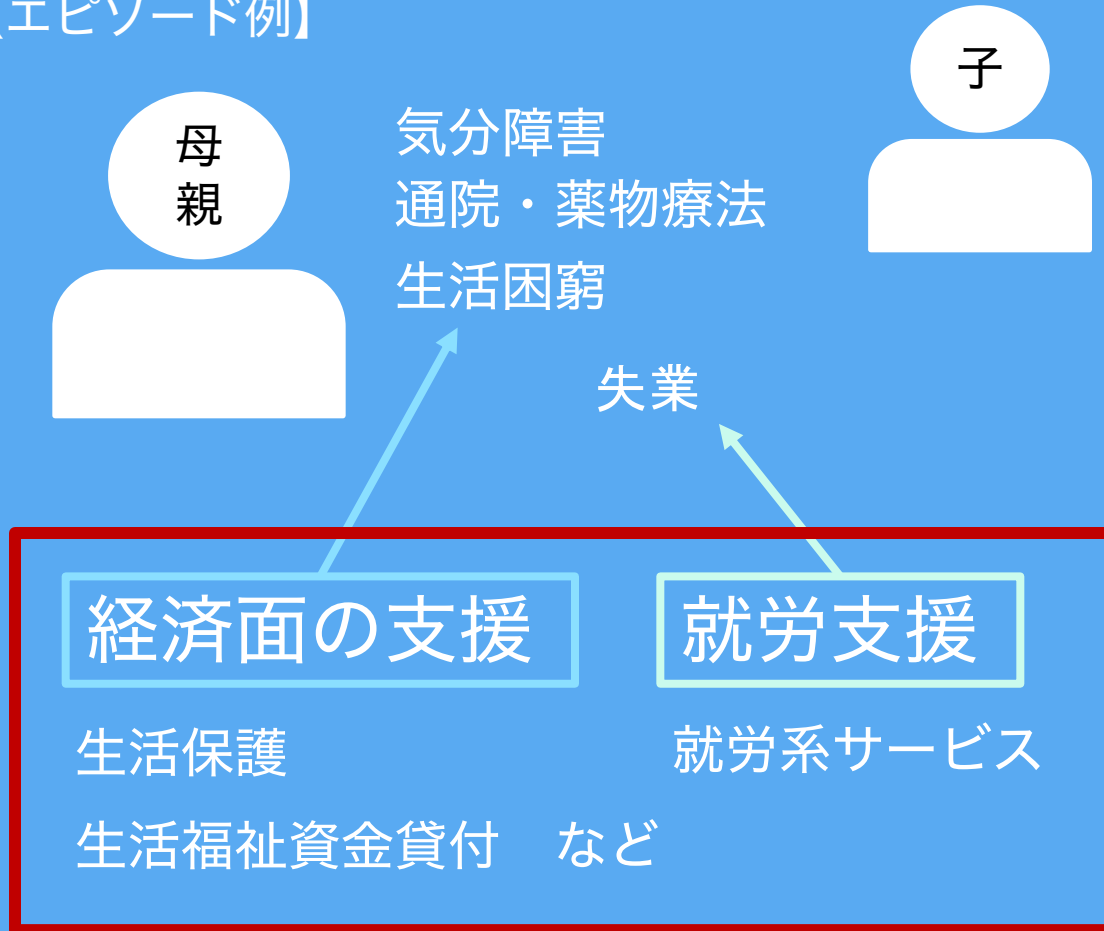 【エピソード例】
子
母
親
気分障害
通院・薬物療法
生活困窮
失業
経済面の支援
就労支援
生活保護
就労系サービス
生活福祉資金貸付　など